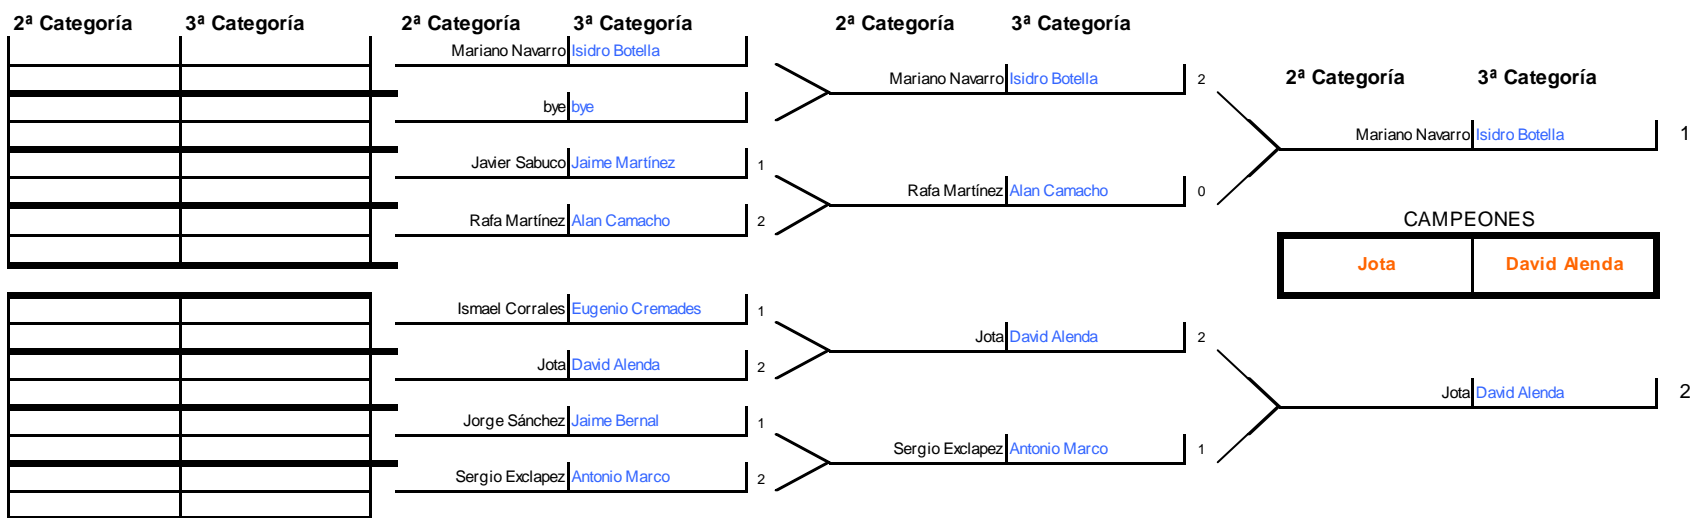 2ª Categoría 3ª Categoría 2ª Categoría 3ª Categoría 2ª Categoría 3ª Categoría
Mariano Navarro Isidro Botella
Mariano Navarro Isidro Botella 2 2ª Categoría 3ª Categoría
bye bye
Mariano Navarro Isidro Botella 1
Javier Sabuco Jaime Martínez 1
Rafa Martínez Alan Camacho 0
Rafa Martínez Alan Camacho 2 CAMPEONES
Jota David Alenda
Ismael Corrales Eugenio Cremades 1
Jota David Alenda 2
Jota David Alenda 2
Jota David Alenda 2
Jorge Sánchez Jaime Bernal 1
Sergio Exclapez Antonio Marco 1
Sergio Exclapez Antonio Marco 2